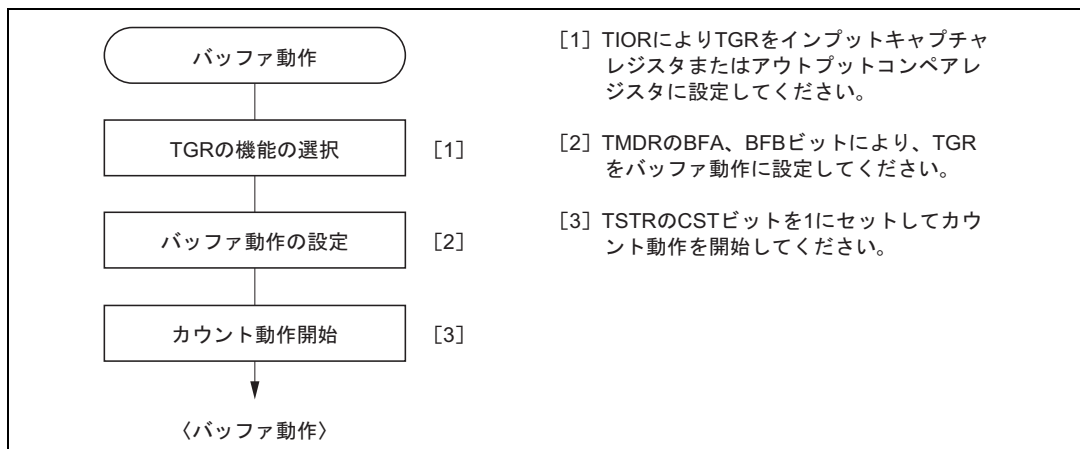 バッファ動作
TGRの機能の選択
[1]
バッファ動作の設定
[2]
カウント動作開始
[3]
〈バッファ動作〉
[1] TIORによりTGRをインプットキャプチャ
レジスタまたはアウトプットコンペアレ
ジスタに設定してください。
[2] TMDRのBFA、BFBビットにより、TGR
をバッファ動作に設定してください。
[3] TSTRのCSTビットを1にセットしてカウ
ント動作を開始してください。